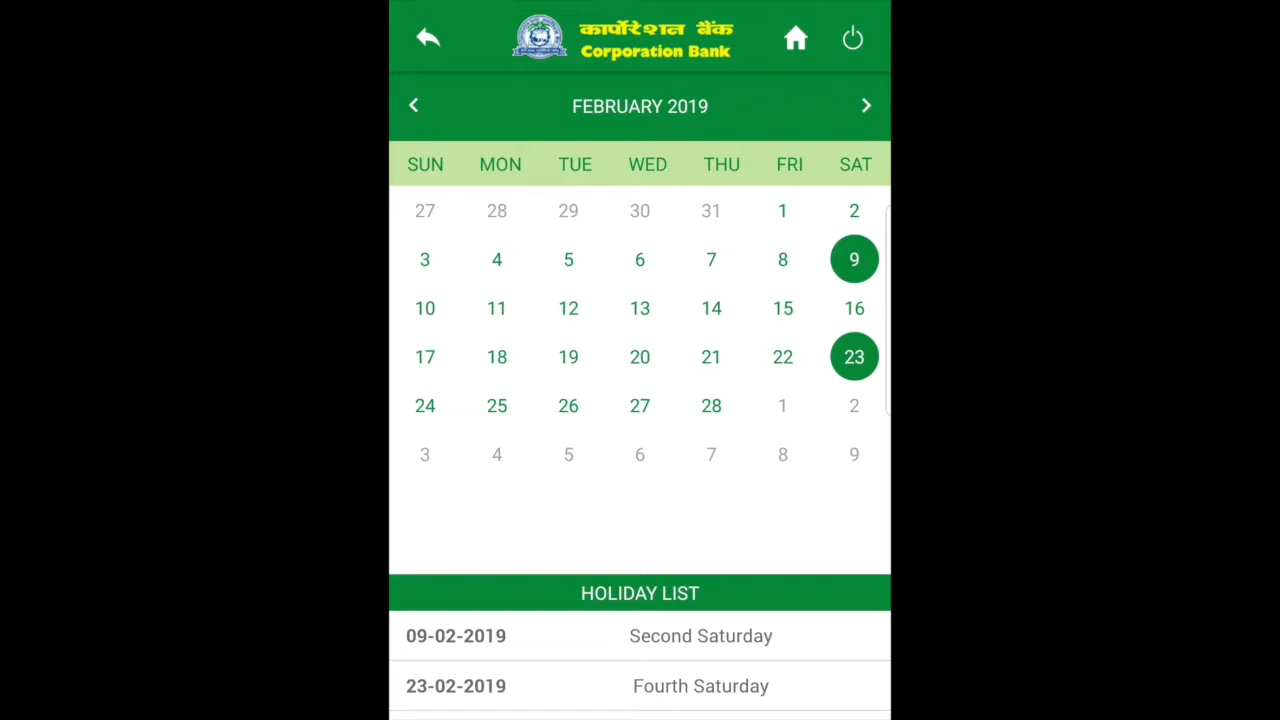 कार्पोरेशन बैंक
Corporation Bank
FEBRUARY 2019
SUN MON TUE WED THU FRI SAT
27 28 29 30 31 1 2
3 4 5 6 7 8 9
10 11 12 13 14 15 16
17 18 19 20 21 22 23
24 25 26 27 28 1 2
3 4 5 6 7 8 9
HOLIDAY LIST
09-02-2019 Second Saturday
23-02-2019 Fourth Saturday